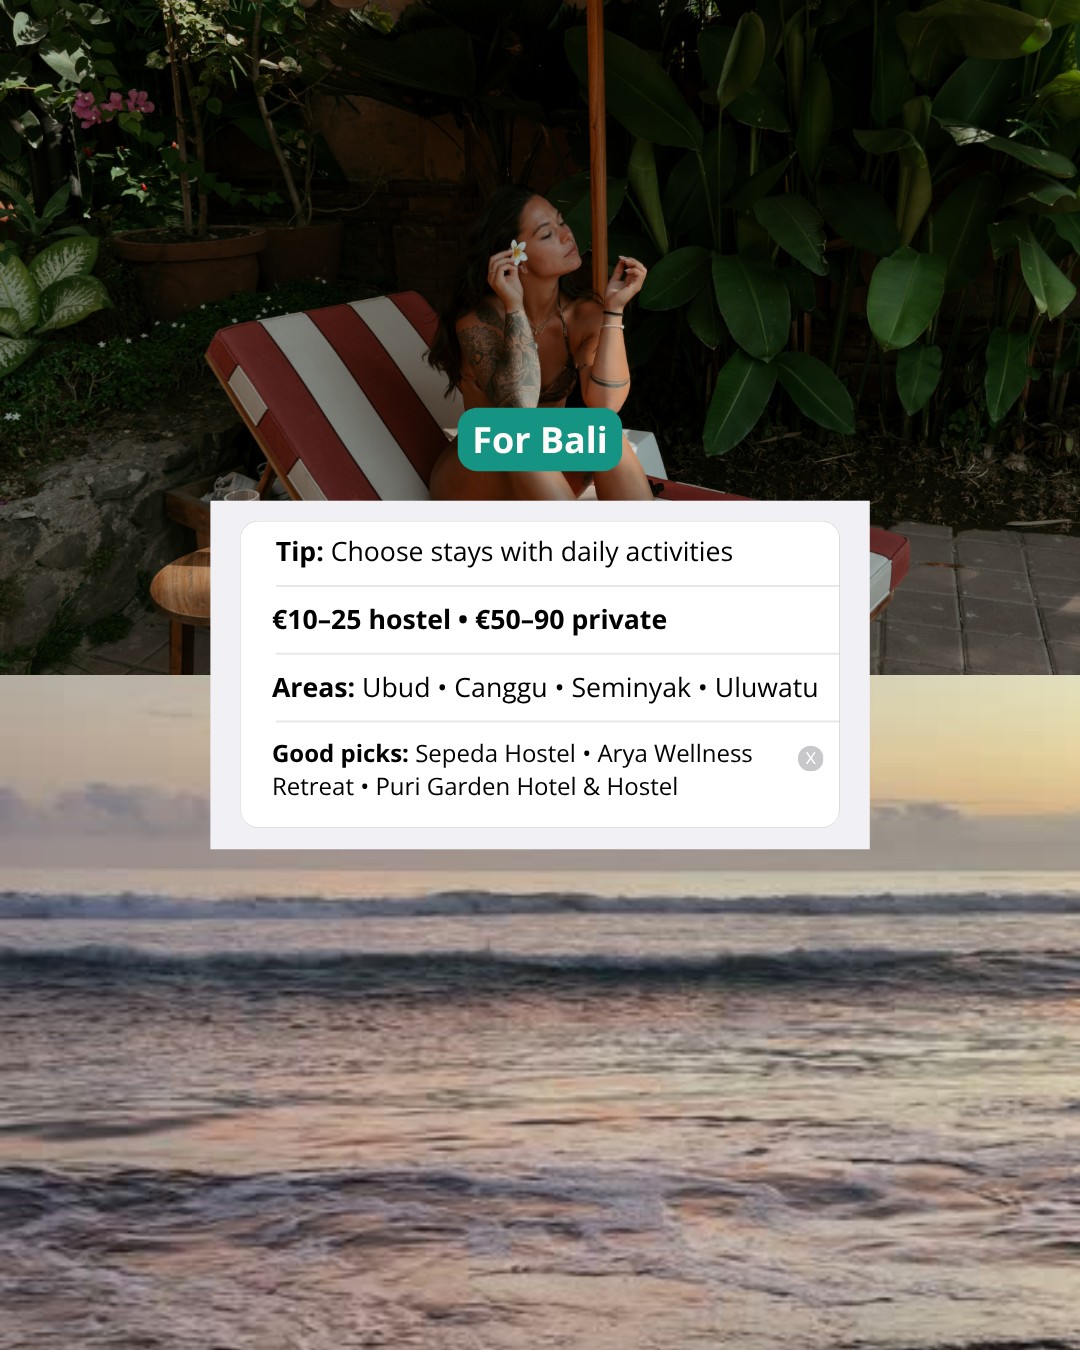 For Bali
Tip: Choose stays with daily activities
€10–25 hostel • €50–90 private
Areas: Ubud • Canggu • Seminyak • Uluwatu
Good picks: Sepeda Hostel • Arya Wellness
Retreat • Puri Garden Hotel & Hostel
X